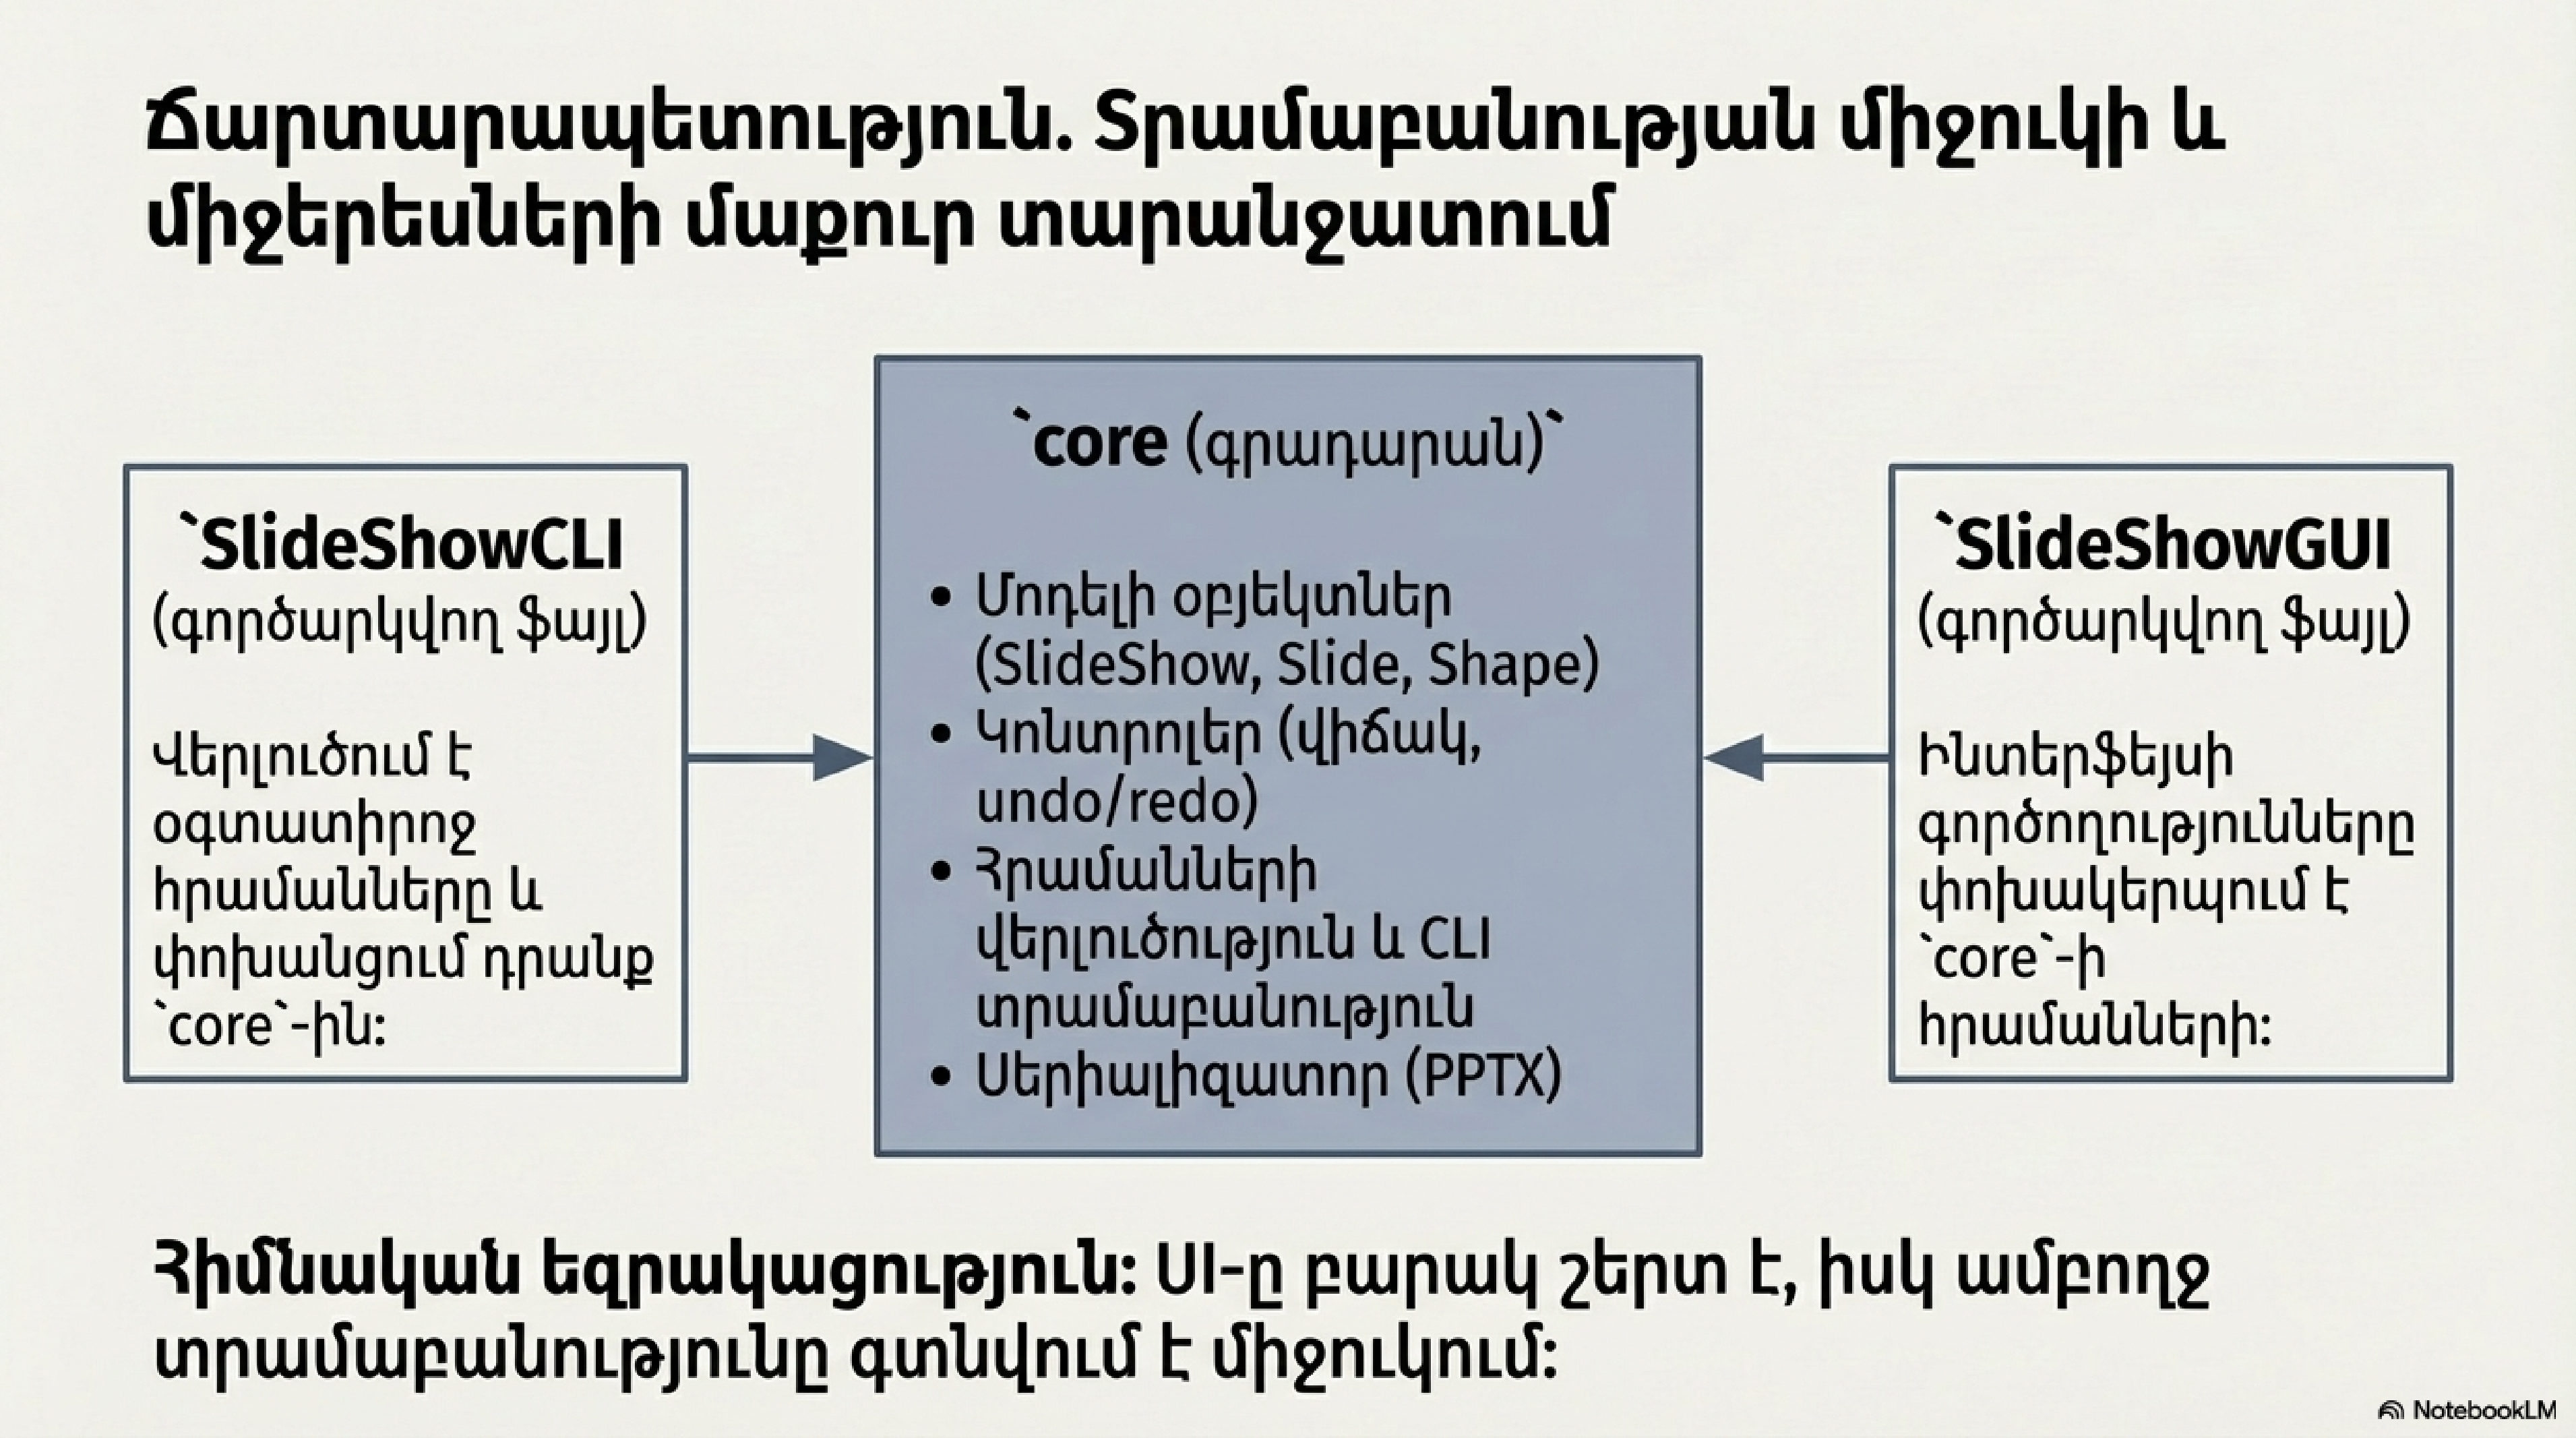 Ճարտարապետություն. Տրամաբանության միջուկի և
միջերեսների մաքուր տարանջատում
`SlideShowCLI
(գործարկվող ֆայլ)
Վերլուծում է
օգտատիրոջ
հրամանները և
փոխանցում դրանք
`core`-ին:
`core (գրադարան)`
• Մոդելի օբյեկտներ
(SlideShow, Slide, Shape)
• Կոնտրոլեր (վիճակ,
undo/redo)
• Հրամանների
վերլուծություն և CLI
տրամաբանություն
• Սերիալիզատոր (PPTX)
`SlideShowGUI
(գործարկվող ֆայլ)
Ինտերֆեյսի
գործողությունները
փոխակերպում է
`core`-ի
հրամանների:
Հիմնական եզրակացություն: UI-ը բարակ շերտ է, իսկ ամբողջ
տրամաբանությունը գտնվում է միջուկում:
NotebookLM